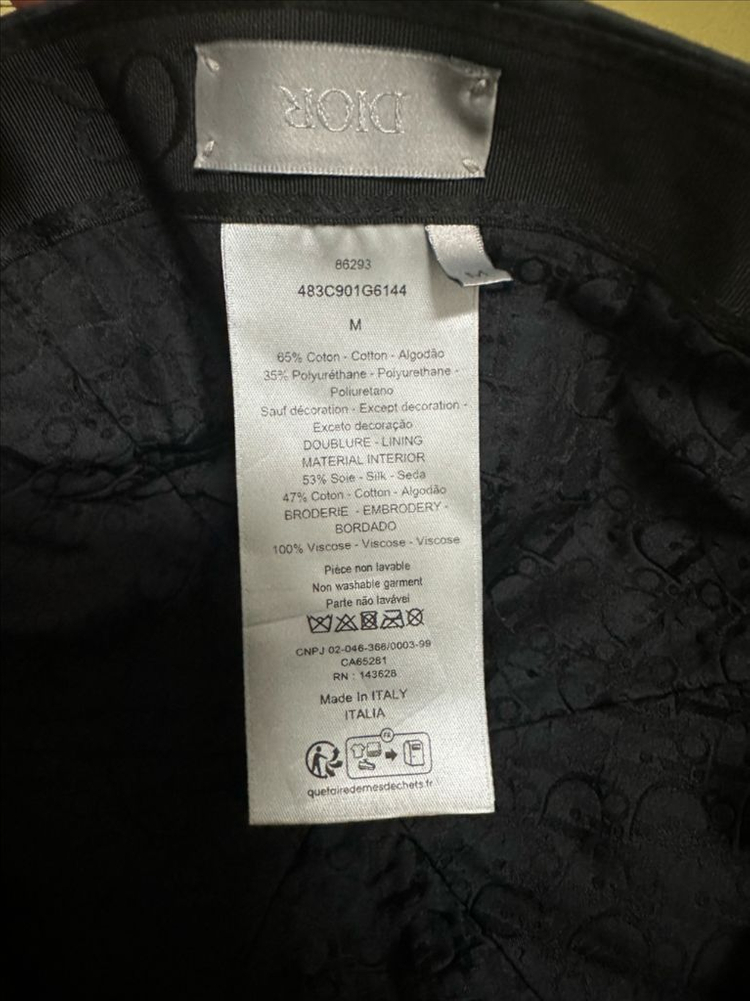 DIOR
M
86293
483C901G6144
M
65% Coton - Cotton - Algodão
35% Polyuréthane - Polyurethane -
Poliuretano
Sauf décoration - Except decoration -
Exceto decoração
DOUBLURE - LINING
MATERIAL INTERIOR
53% Soie - Silk - Seda
47% Coton - Cotton - Algodão
BRODERIE - EMBRODERY -
BORDADO
100% Viscose - Viscose - Viscose
Pièce non lavable
Non washable garment
Parte não lavável
CNPJ 02-046-366/0003-99
CA65281
RN : 143628
Made in ITALY
ITALIA
FR
quefairedemesdechets.fr